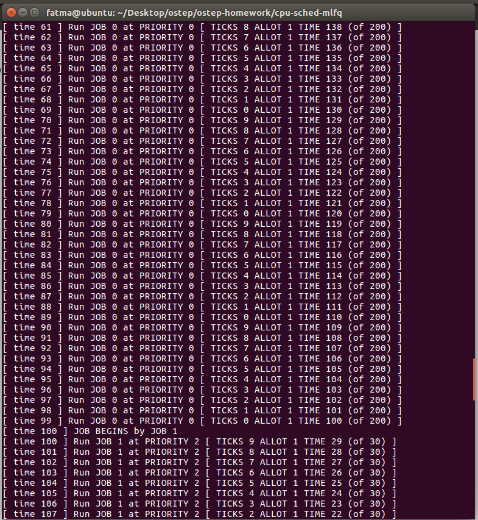 fatma@ubuntu: ~/Desktop/ostep/ostep-homework/cpu-sched-mlfq
[ time 61 ] Run JOB 0 at PRIORITY 0 [ TICKS 8 ALLOT 1 TIME 138 (of 200) ]
[ time 62 ] Run JOB 0 at PRIORITY 0 [ TICKS 7 ALLOT 1 TIME 137 (of 200) ]
[ time 63 ] Run JOB 0 at PRIORITY 0 [ TICKS 6 ALLOT 1 TIME 136 (of 200) ]
[ time 64 ] Run JOB 0 at PRIORITY 0 [ TICKS 5 ALLOT 1 TIME 135 (of 200) ]
[ time 65 ] Run JOB 0 at PRIORITY 0 [ TICKS 4 ALLOT 1 TIME 134 (of 200) ]
[ time 66 ] Run JOB 0 at PRIORITY 0 [ TICKS 3 ALLOT 1 TIME 133 (of 200) ]
[ time 67 ] Run JOB 0 at PRIORITY 0 [ TICKS 2 ALLOT 1 TIME 132 (of 200) ]
[ time 68 ] Run JOB 0 at PRIORITY 0 [ TICKS 1 ALLOT 1 TIME 131 (of 200) ]
[ time 69 ] Run JOB 0 at PRIORITY 0 [ TICKS 0 ALLOT 1 TIME 130 (of 200) ]
[ time 70 ] Run JOB 0 at PRIORITY 0 [ TICKS 9 ALLOT 1 TIME 129 (of 200) ]
[ time 71 ] Run JOB 0 at PRIORITY 0 [ TICKS 8 ALLOT 1 TIME 128 (of 200) ]
[ time 72 ] Run JOB 0 at PRIORITY 0 [ TICKS 7 ALLOT 1 TIME 127 (of 200) ]
[ time 73 ] Run JOB 0 at PRIORITY 0 [ TICKS 6 ALLOT 1 TIME 126 (of 200) ]
[ time 74 ] Run JOB 0 at PRIORITY 0 [ TICKS 5 ALLOT 1 TIME 125 (of 200) ]
[ time 75 ] Run JOB 0 at PRIORITY 0 [ TICKS 4 ALLOT 1 TIME 124 (of 200) ]
[ time 76 ] Run JOB 0 at PRIORITY 0 [ TICKS 3 ALLOT 1 TIME 123 (of 200) ]
[ time 77 ] Run JOB 0 at PRIORITY 0 [ TICKS 2 ALLOT 1 TIME 122 (of 200) ]
[ time 78 ] Run JOB 0 at PRIORITY 0 [ TICKS 1 ALLOT 1 TIME 121 (of 200) ]
[ time 79 ] Run JOB 0 at PRIORITY 0 [ TICKS 0 ALLOT 1 TIME 120 (of 200) ]
[ time 80 ] Run JOB 0 at PRIORITY 0 [ TICKS 9 ALLOT 1 TIME 119 (of 200) ]
[ time 81 ] Run JOB 0 at PRIORITY 0 [ TICKS 8 ALLOT 1 TIME 118 (of 200) ]
[ time 82 ] Run JOB 0 at PRIORITY 0 [ TICKS 7 ALLOT 1 TIME 117 (of 200) ]
[ time 83 ] Run JOB 0 at PRIORITY 0 [ TICKS 6 ALLOT 1 TIME 116 (of 200) ]
[ time 84 ] Run JOB 0 at PRIORITY 0 [ TICKS 5 ALLOT 1 TIME 115 (of 200) ]
[ time 85 ] Run JOB 0 at PRIORITY 0 [ TICKS 4 ALLOT 1 TIME 114 (of 200) ]
[ time 86 ] Run JOB 0 at PRIORITY 0 [ TICKS 3 ALLOT 1 TIME 113 (of 200) ]
[ time 87 ] Run JOB 0 at PRIORITY 0 [ TICKS 2 ALLOT 1 TIME 112 (of 200) ]
[ time 88 ] Run JOB 0 at PRIORITY 0 [ TICKS 1 ALLOT 1 TIME 111 (of 200) ]
[ time 89 ] Run JOB 0 at PRIORITY 0 [ TICKS 0 ALLOT 1 TIME 110 (of 200) ]
[ time 90 ] Run JOB 0 at PRIORITY 0 [ TICKS 9 ALLOT 1 TIME 109 (of 200) ]
[ time 91 ] Run JOB 0 at PRIORITY 0 [ TICKS 8 ALLOT 1 TIME 108 (of 200) ]
[ time 92 ] Run JOB 0 at PRIORITY 0 [ TICKS 7 ALLOT 1 TIME 107 (of 200) ]
[ time 93 ] Run JOB 0 at PRIORITY 0 [ TICKS 6 ALLOT 1 TIME 106 (of 200) ]
[ time 94 ] Run JOB 0 at PRIORITY 0 [ TICKS 5 ALLOT 1 TIME 105 (of 200) ]
[ time 95 ] Run JOB 0 at PRIORITY 0 [ TICKS 4 ALLOT 1 TIME 104 (of 200) ]
[ time 96 ] Run JOB 0 at PRIORITY 0 [ TICKS 3 ALLOT 1 TIME 103 (of 200) ]
[ time 97 ] Run JOB 0 at PRIORITY 0 [ TICKS 2 ALLOT 1 TIME 102 (of 200) ]
[ time 98 ] Run JOB 0 at PRIORITY 0 [ TICKS 1 ALLOT 1 TIME 101 (of 200) ]
[ time 99 ] Run JOB 0 at PRIORITY 0 [ TICKS 0 ALLOT 1 TIME 100 (of 200) ]
[ time 100 ] JOB BEGINS by JOB 1
[ time 100 ] Run JOB 1 at PRIORITY 2 [ TICKS 9 ALLOT 1 TIME 29 (of 30) ]
[ time 101 ] Run JOB 1 at PRIORITY 2 [ TICKS 8 ALLOT 1 TIME 28 (of 30) ]
[ time 102 ] Run JOB 1 at PRIORITY 2 [ TICKS 7 ALLOT 1 TIME 27 (of 30) ]
[ time 103 ] Run JOB 1 at PRIORITY 2 [ TICKS 6 ALLOT 1 TIME 26 (of 30) ]
[ time 104 ] Run JOB 1 at PRIORITY 2 [ TICKS 5 ALLOT 1 TIME 25 (of 30) ]
[ time 105 ] Run JOB 1 at PRIORITY 2 [ TICKS 4 ALLOT 1 TIME 24 (of 30) ]
[ time 106 ] Run JOB 1 at PRIORITY 2 [ TICKS 3 ALLOT 1 TIME 23 (of 30) ]
[ time 107 ] Run JOB 1 at PRIORITY 2 [ TICKS 2 ALLOT 1 TIME 22 (of 30) ]